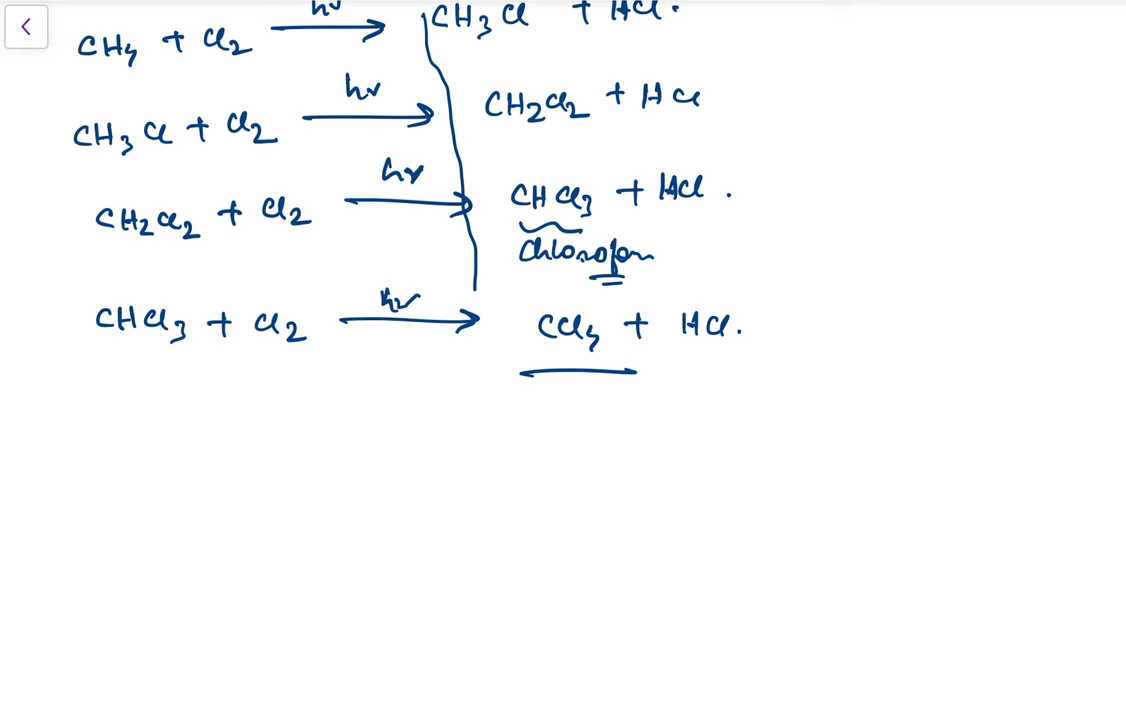 CH4 + Cl2 hν → CH3Cl + HCl.
CH3Cl + Cl2 hν → CH2Cl2 + HCl
CH2Cl2 + Cl2 hν → CHCl3 + HCl.
Chloroform
CHCl3 + Cl2 hν → CCl4 + HCl.